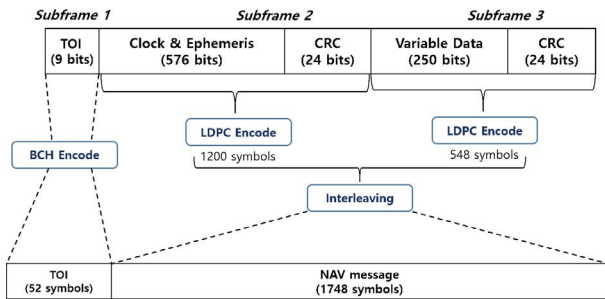 Subframe 1
Subframe 2
Subframe 3
TOI
(9 bits)
Clock & Ephemeris
(576 bits)
CRC
(24 bits)
Variable Data
(250 bits)
CRC
(24 bits)
BCH Encode
LDPC Encode
1200 symbols
LDPC Encode
548 symbols
Interleaving
TOI
(52 symbols)
NAV message
(1748 symbols)